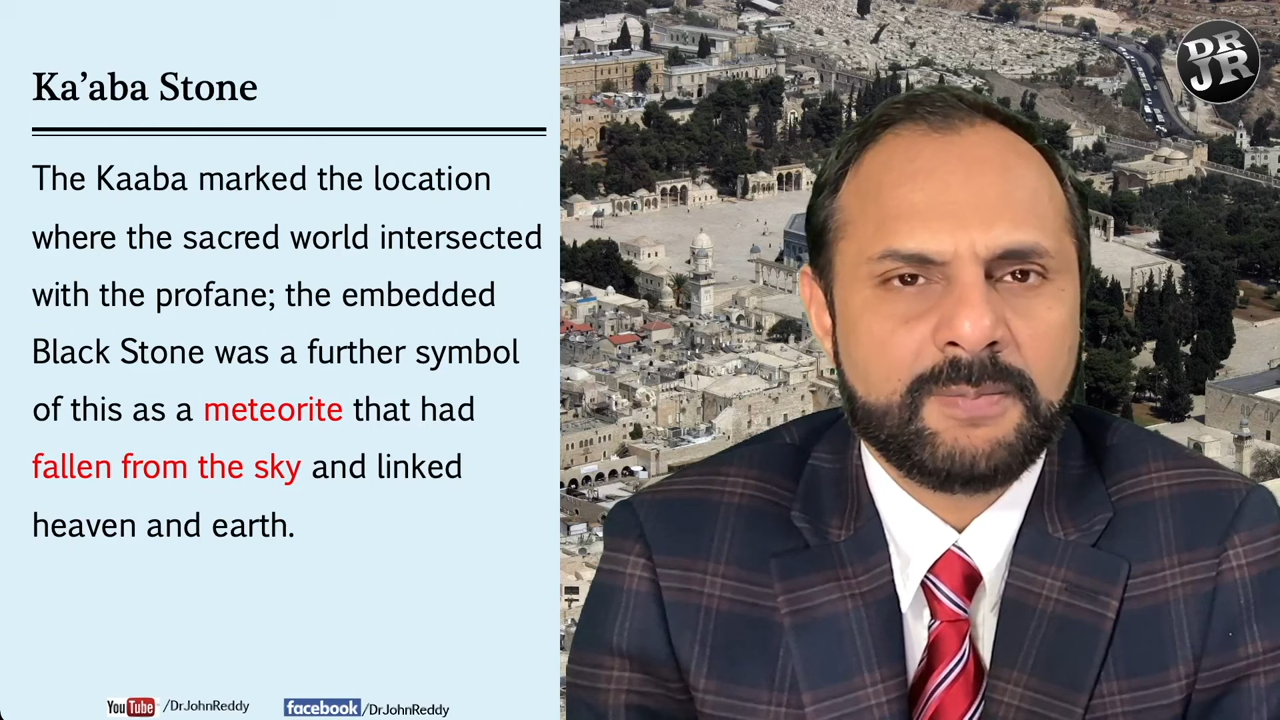 Ka’aba Stone
The Kaaba marked the location
where the sacred world intersected
with the profane; the embedded
Black Stone was a further symbol
of this as a meteorite that had
fallen from the sky and linked
heaven and earth.
YouTube /DrJohnReddy
facebook /DrJohnReddy
DR
JR